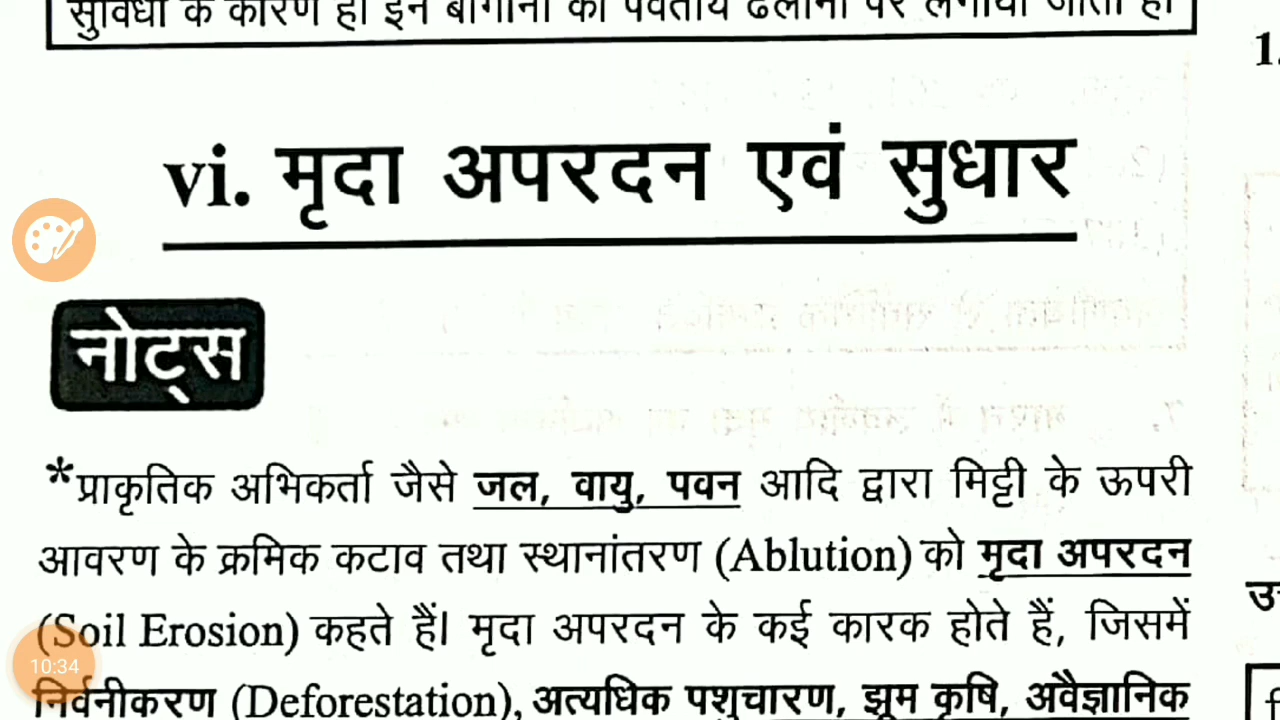 सुविधा के कारण ही इन बागानों को पर्वतीय ढलानों पर लगाया जाता है।
1.
vi. मृदा अपरदन एवं सुधार
नोट्स
*प्राकृतिक अभिकर्ता जैसे जल, वायु, पवन आदि द्वारा मिट्टी के ऊपरी
आवरण के क्रमिक कटाव तथा स्थानांतरण (Ablution) को मृदा अपरदन
(Soil Erosion) कहते हैं। मृदा अपरदन के कई कारक होते हैं, जिसमें
निर्वनीकरण (Deforestation), अत्यधिक पशुचारण, झूम कृषि, अवैज्ञानिक
10:34